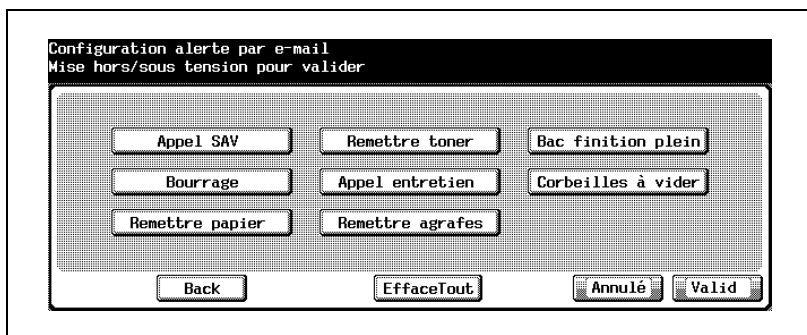 Configuration alerte par e-mail
Mise hors/sous tension pour valider
Appel SAV Remettre toner Bac finition plein
Bourrage Appel entretien Corbeilles à vider
Remettre papier Remettre agrafes
Back EffaceTout Annulé Valid